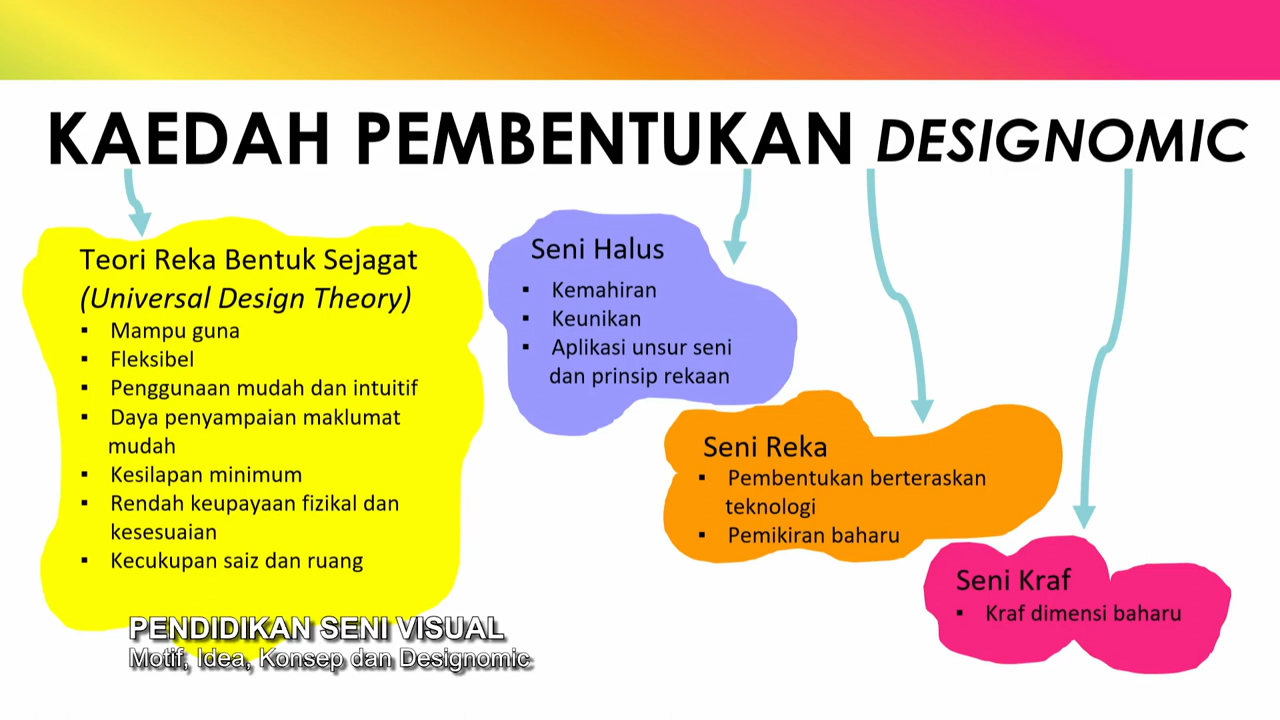 KAEDAH PEMBENTUKAN DESIGNOMIC
Teori Reka Bentuk Sejagat
(Universal Design Theory)
▪ Mampu guna
▪ Fleksibel
▪ Penggunaan mudah dan intuitif
▪ Daya penyampaian maklumat
mudah
▪ Kesilapan minimum
▪ Rendah keupayaan fizikal dan
kesesuaian
▪ Kecukupan saiz dan ruang
Seni Halus
▪ Kemahiran
▪ Keunikan
▪ Aplikasi unsur seni
dan prinsip rekaan
Seni Reka
▪ Pembentukan berteraskan
teknologi
▪ Pemikiran baharu
Seni Kraf
▪ Kraf dimensi baharu
PENDIDIKAN SENI VISUAL
Motif, Idea, Konsep dan Designomic